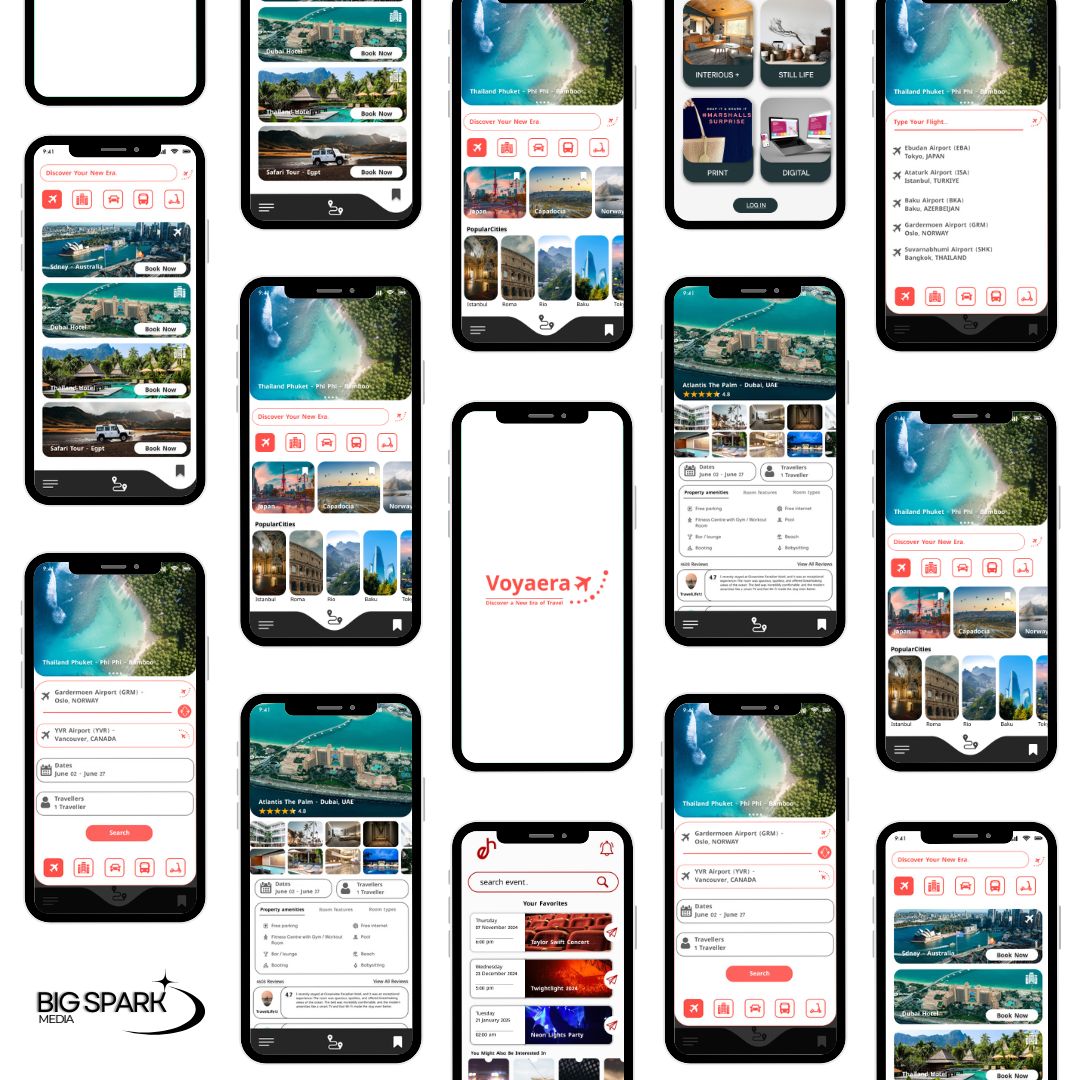 Dubai Hotel
Book Now
Thailand Hotel
Book Now
Safari Tour - Egpt
Book Now
Thailand Phuket - Phi Phi - Bamboo
Discover Your New Era.
Japan
Capadocia
Norway
PopularCities
Istanbul
Roma
Rio
Baku
INTERIOUS +
STILL LIFE
SNAP IT & SHARE IT
#MARSHALLS
SURPRISE
PRINT
DIGITAL
LOG IN
Thailand Phuket - Phi Phi - Bamboo
Type Your Flight..
Ebudan Airport (EBA)
Tokyo, JAPAN
Ataturk Airport (ISA)
Istanbul, TURKIYE
Baku Airport (BKA)
Baku, AZERBEIJAN
Gardermoen Airport (GRM)
Oslo, NORWAY
Suvarnabhumi Airport (SHK)
Bangkok, THAILAND
9:41
Discover Your New Era.
Sdney - Australia
Book Now
Dubai Hotel
Book Now
Thailand Hotel
Book Now
Safari Tour - Egpt
Book Now
9:41
Thailand Phuket - Phi Phi - Bamboo
Discover Your New Era.
Japan
Capadocia
Norway
PopularCities
Istanbul
Roma
Rio
Baku
Tok
Voyaera
Discover a New Era of Travel
9:41
Atlantis The Palm - Dubai, UAE
4.8
Dates
June 02 - June 27
Travellers
1 Traveller
Property amenities
Room features
Room types
Free parking
Free internet
Fitness Centre with Gym / Workout
Room
Pool
Bar / lounge
Beach
Booting
Babysitting
4608 Reviews
View All Reviews
4.7
TravelLife11
Thailand Phuket - Phi Phi - Bamboo
Discover Your New Era.
Japan
Capadocia
Norway
PopularCities
Istanbul
Roma
Rio
Baku
Thailand Phuket - Phi Phi - Bamboo
Gardermoen Airport (GRM) -
Oslo, NORWAY
YVR Airport (YVR) -
Vancouver, CANADA
Dates
June 02 - June 27
Travellers
1 Traveller
Search
9:41
Atlantis The Palm - Dubai, UAE
4.8
Dates
June 02 - June 27
Travellers
1 Traveller
Property amenities
Room features
Room types
Free parking
Free internet
Fitness Centre with Gym / Workout
Room
Pool
Bar / lounge
Beach
Booting
Babysitting
4608 Reviews
View All Reviews
4.7
TravelLife11
eh
search event..
Your Favorites
Thursday
07 November 2024
6:00 pm
Taylor Swift Concert
Wednesday
23 December 2024
5:00 pm
Twightlight 2024
Tuesday
21 January 2025
02:00 am
Neon Lights Party
You Might Also Be Interested In
9:41
Thailand Phuket - Phi Phi - Bamboo
Gardermoen Airport (GRM) -
Oslo, NORWAY
YVR Airport (YVR) -
Vancouver, CANADA
Dates
June 02 - June 27
Travellers
1 Traveller
Search
9:41
Discover Your New Era.
Sdney - Australia
Book Now
Dubai Hotel
Book Now
Thailand Hotel
Book Now
BIG SPARK
MEDIA